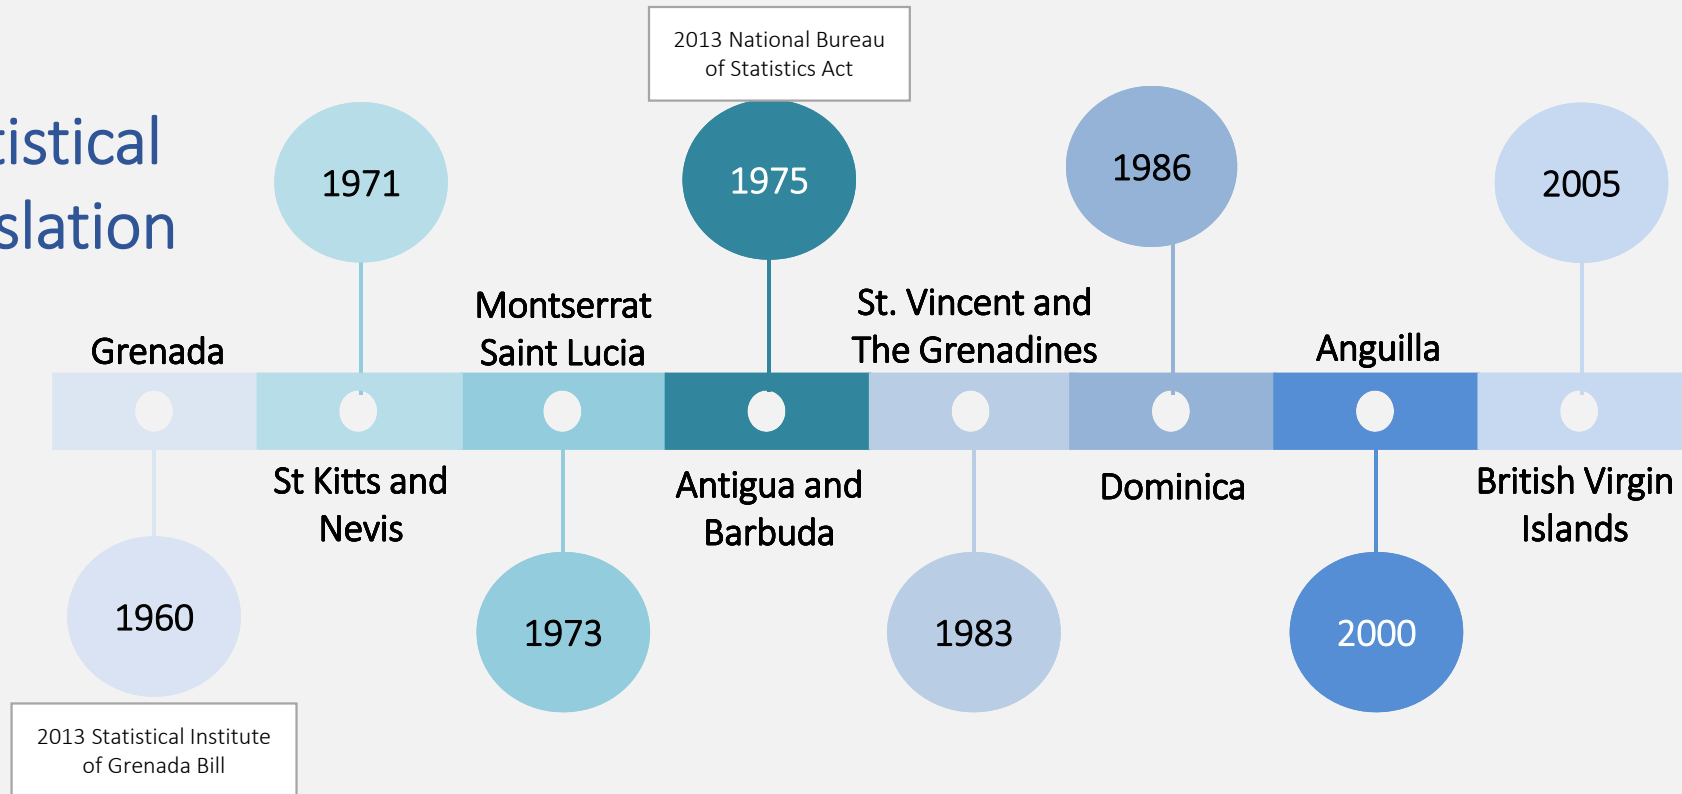 tistical
slation
2013 National Bureau
of Statistics Act
1971
1975
1986
2005
Grenada
Montserrat
Saint Lucia
St. Vincent and
The Grenadines
Anguilla
St Kitts and
Nevis
Antigua and
Barbuda
Dominica
British Virgin
Islands
1960
1973
1983
2000
2013 Statistical Institute
of Grenada Bill